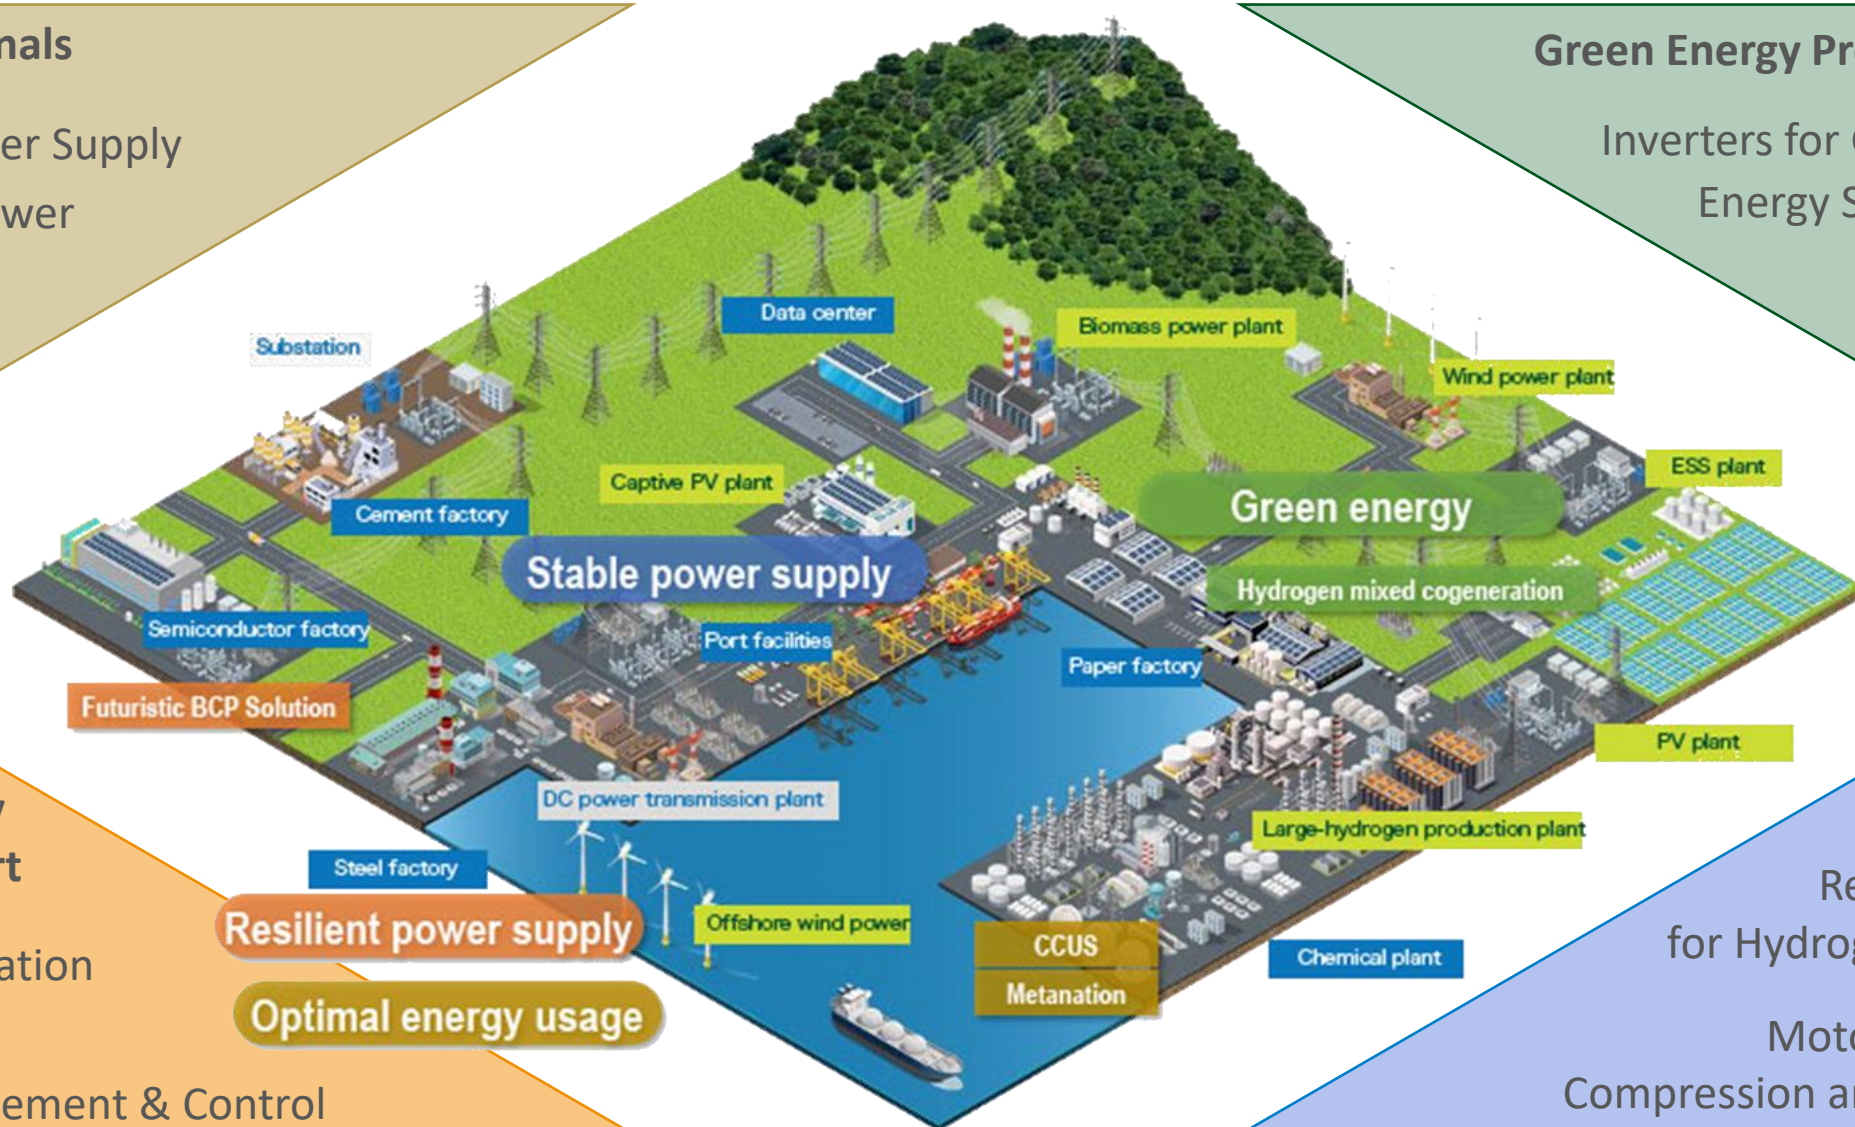 nals
er Supply
wer
Green Energy Pr
Inverters for
Energy S
Data center
Biomass power plant
Substation
Wind power plant
Captive PV plant
ESS plant
Cement factory
Green energy
Stable power supply
Hydrogen mixed cogeneration
Semiconductor factory
Port facilities
Paper factory
Futuristic BCP Solution
PV plant
DC power transmission plant
Large-hydrogen production plant
Steel factory
Resilient power supply
Offshore wind power
CCUS
Chemical plant
Metanation
Optimal energy usage
y
rt
ation
ement & Control
Re
for Hydrog
Moto
Compression a